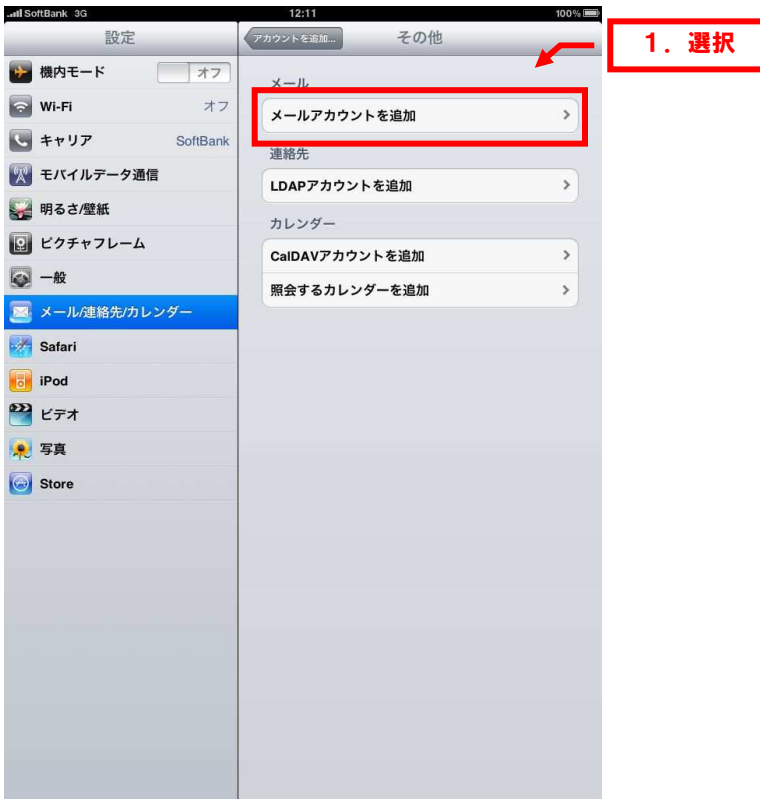 SoftBank 3G 12:11 100%
設定
機内モード オフ
Wi-Fi オフ
キャリア SoftBank
モバイルデータ通信
明るさ/壁紙
ピクチャフレーム
一般
メール/連絡先/カレンダー
Safari
iPod
ビデオ
写真
Store
アカウントを追加... その他
メール
メールアカウントを追加
連絡先
LDAPアカウントを追加
カレンダー
CalDAVアカウントを追加
照会するカレンダーを追加
1．選択